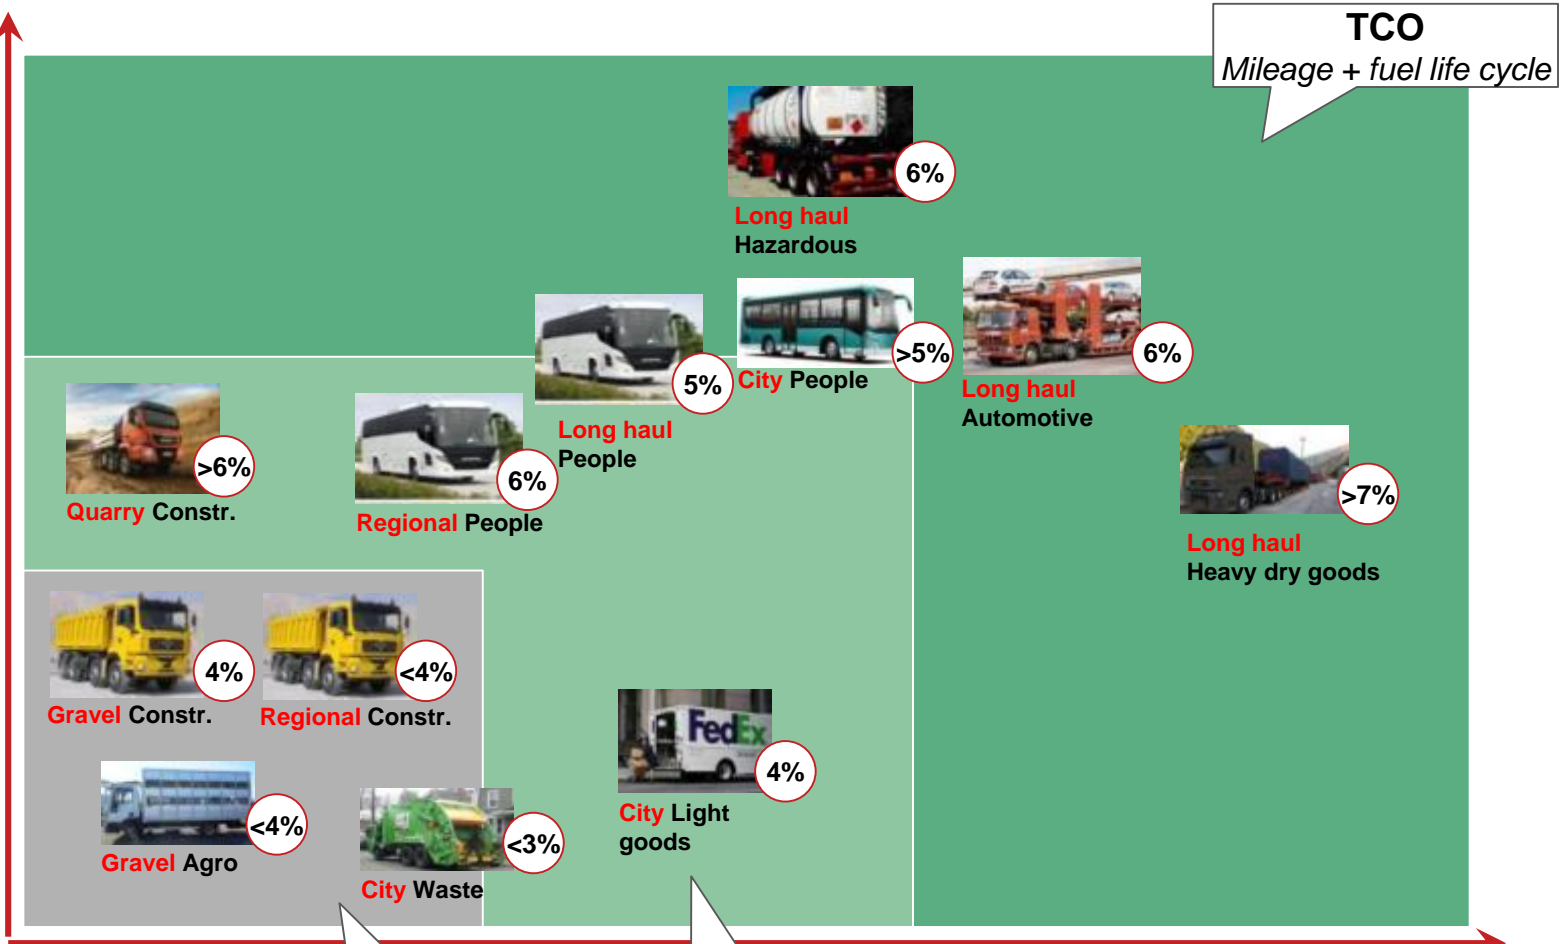 TCO
Mileage + fuel life cycle
6%
Long haul
Hazardous
>5%
City People
6%
Long haul
Automotive
5%
Long haul
People
>6%
Quarry Constr.
6%
Regional People
>7%
Long haul
Heavy dry goods
4%
Gravel Constr.
<4%
Regional Constr.
FedEx
4%
City Light
goods
<4%
Gravel Agro
<3%
City Waste